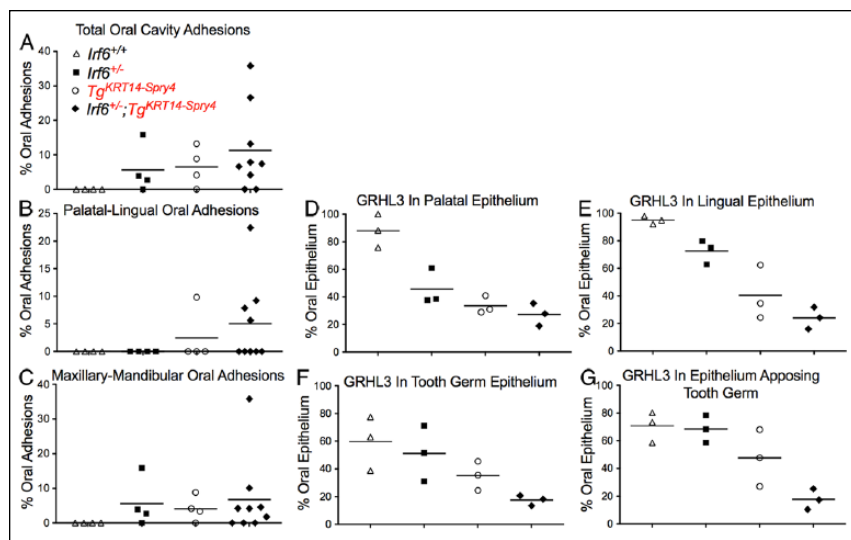 A Total Oral Cavity Adhesions
% Oral Adhesions
40
30
20
10
0
Irf6+/+
Irf6+/-
TgKRT14-Spry4
Irf6+/-;TgKRT14-Spry4
B Palatal-Lingual Oral Adhesions
% Oral Adhesions
25
20
15
10
5
0
C Maxillary-Mandibular Oral Adhesions
% Oral Adhesions
40
30
20
10
0
D GRHL3 In Palatal Epithelium
% Oral Epithelium
100
80
60
40
20
0
E GRHL3 In Lingual Epithelium
% Oral Epithelium
100
80
60
40
20
0
F GRHL3 In Tooth Germ Epithelium
% Oral Epithelium
100
80
60
40
20
0
G GRHL3 In Epithelium Apposing
Tooth Germ
% Oral Epithelium
100
80
60
40
20
0